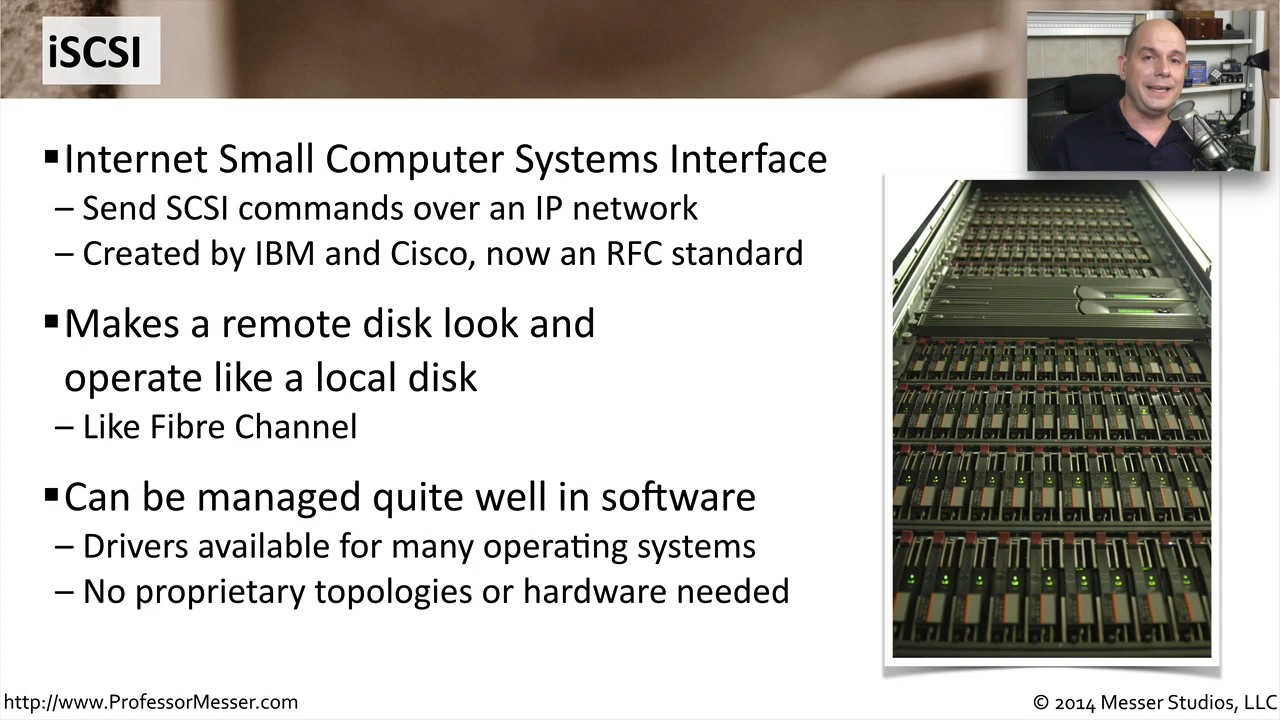 iSCSI
▪Internet Small Computer Systems Interface
– Send SCSI commands over an IP network
– Created by IBM and Cisco, now an RFC standard
▪Makes a remote disk look and
operate like a local disk
– Like Fibre Channel
▪Can be managed quite well in software
– Drivers available for many operating systems
– No proprietary topologies or hardware needed
http://www.ProfessorMesser.com
© 2014 Messer Studios, LLC